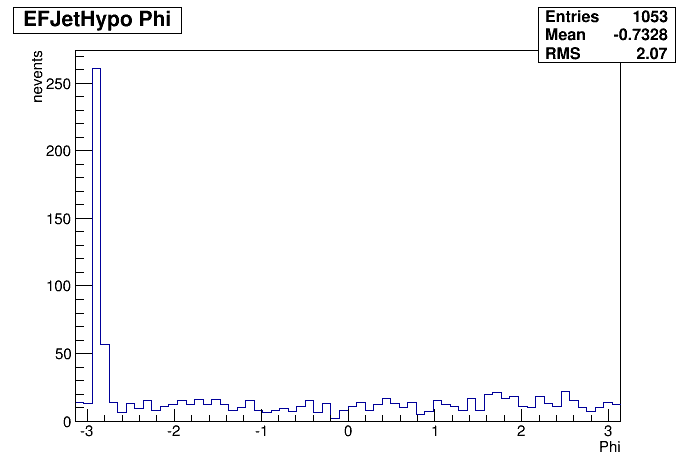 EFJetHypo Phi
Entries 1053
Mean -0.7328
RMS 2.07
nevents
250
200
150
100
50
0
-3 -2 -1 0 1 2 3
Phi